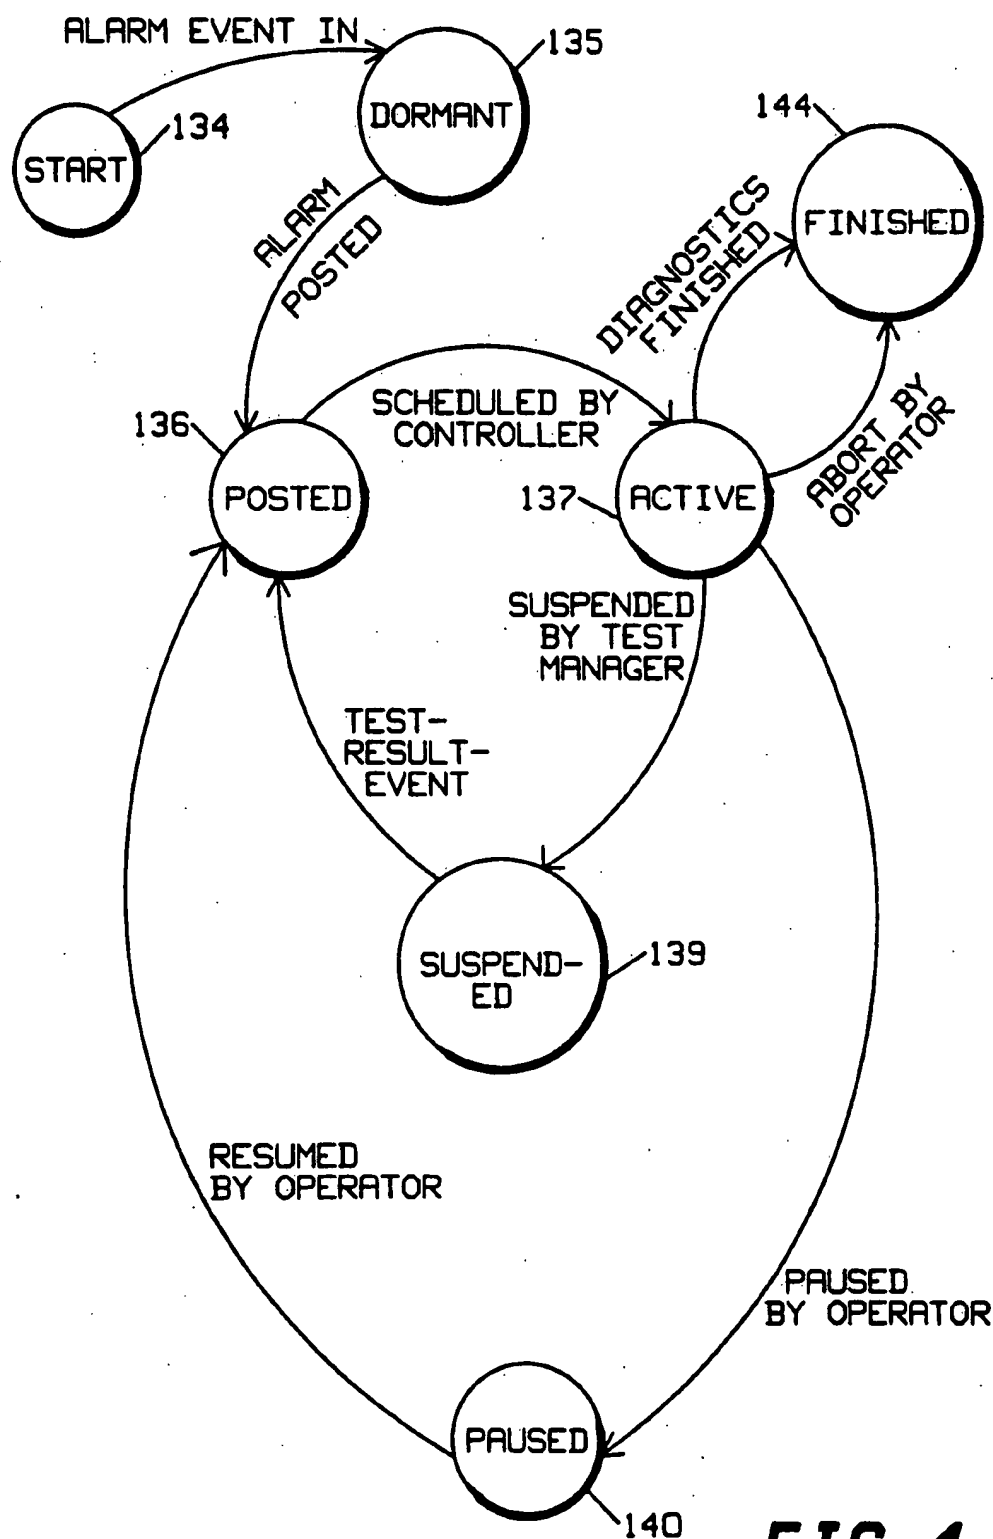 ALARM EVENT IN
135
DORMANT
134
START
144
FINISHED
ALARM
POSTED
DIAGNOSTICS
FINISHED
SCHEDULED BY
CONTROLLER
ABORT BY
OPERATOR
136
POSTED
137
ACTIVE
SUSPENDED
BY TEST
MANAGER
TEST-
RESULT-
EVENT
SUSPEND-
ED
139
RESUMED
BY OPERATOR
PAUSED
BY OPERATOR
PAUSED
140